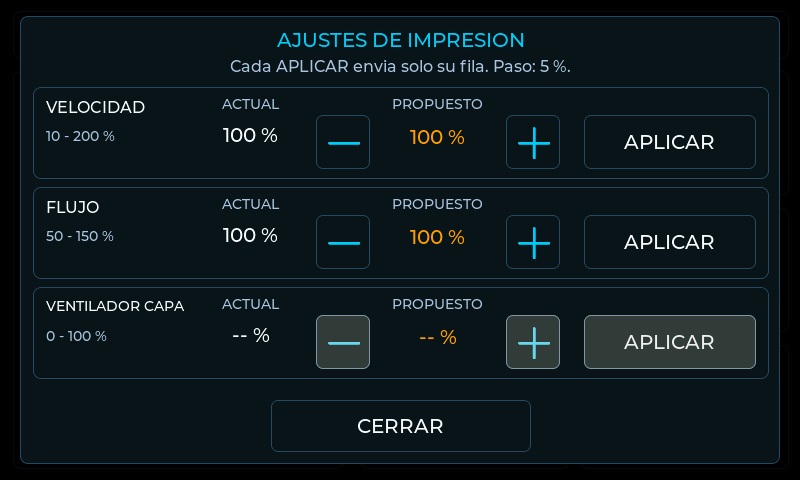 AJUSTES DE IMPRESION
Cada APLICAR envia solo su fila. Paso: 5 %.
VELOCIDAD
10 - 200 %
ACTUAL
100 %
PROPUESTO
100 %
APLICAR
FLUJO
50 - 150 %
ACTUAL
100 %
PROPUESTO
100 %
APLICAR
VENTILADOR CAPA
0 - 100 %
ACTUAL
-- %
PROPUESTO
-- %
APLICAR
CERRAR